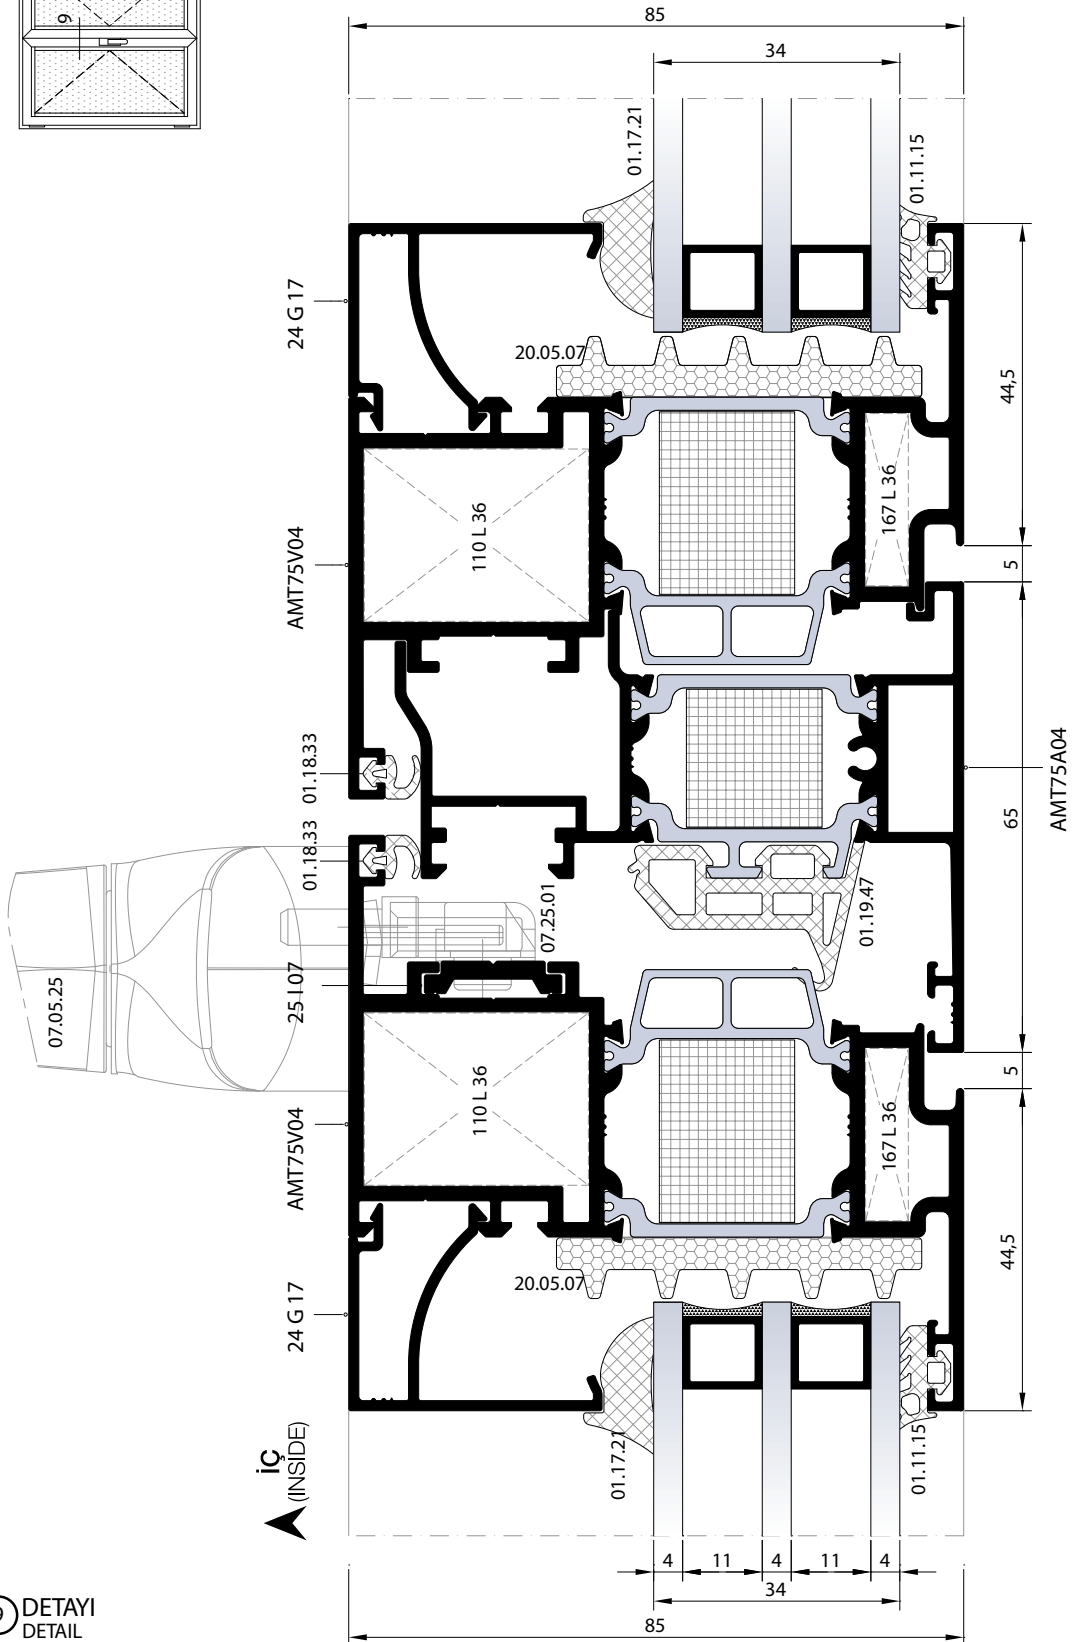 9
85
34
01.17.21
01.11.15
24 G 17
20.05.07
44,5
110 L 36
167 L 36
AMT75V04
5
01.18.33
AMT75A04
65
01.18.33
07.25.01
01.19.47
07.05.25
25 I 07
5
110 L 36
167 L 36
AMT75V04
44,5
20.05.07
24 G 17
01.17.21
01.11.15
İÇ
(INSIDE)
4 11 4 11 4
34
85
9 DETAYI
DETAIL